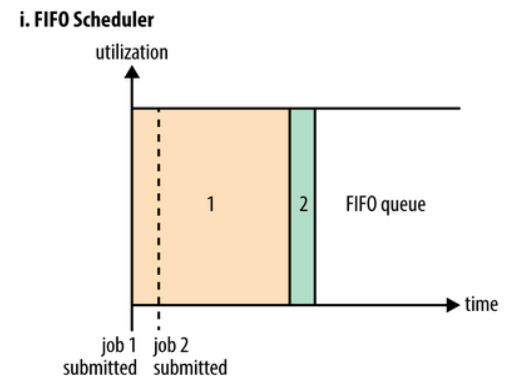 i. FIFO Scheduler
utilization
1
2
FIFO queue
time
job 1
submitted
job 2
submitted